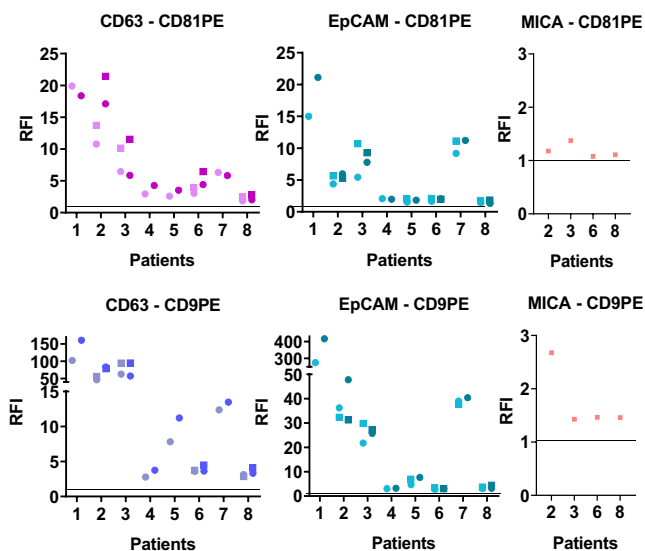 CD63 - CD81PE
EpCAM - CD81PE
MICA - CD81PE
RFI
25
20
15
10
5
0
1 2 3 4 5 6 7 8
Patients
RFI
25
20
15
10
5
0
1 2 3 4 5 6 7 8
Patients
RFI
3
2
1
0
2 3 6 8
Patients
CD63 - CD9PE
EpCAM - CD9PE
MICA - CD9PE
RFI
150
100
50
15
10
5
0
1 2 3 4 5 6 7 8
Patients
RFI
400
300
50
40
30
20
10
0
1 2 3 4 5 6 7 8
Patients
RFI
3
2
1
0
2 3 6 8
Patients